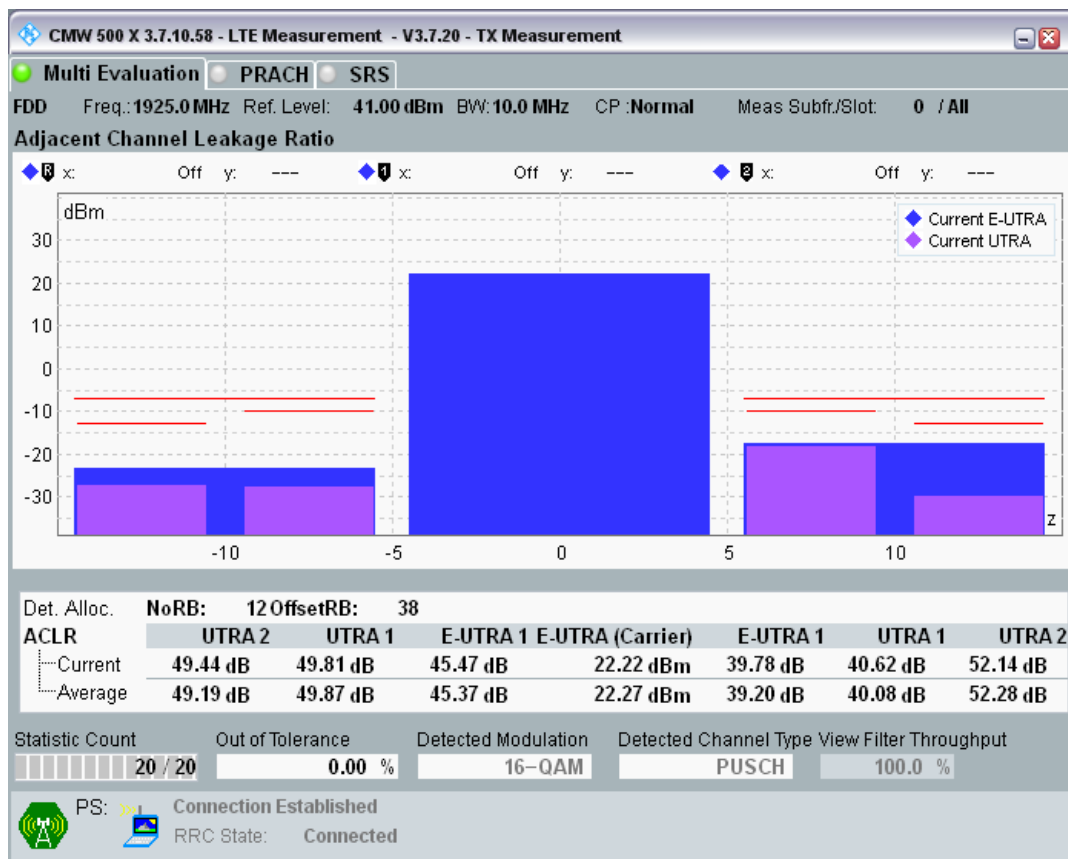 CMW 500 X 3.7.10.58 - LTE Measurement - V3.7.20 - TX Measurement
Multi Evaluation PRACH SRS
FDD Freq.:1925.0 MHz Ref. Level: 41.00 dBm BW:10.0 MHz CP :Normal Meas Subfr./Slot: 0 / All
Adjacent Channel Leakage Ratio
R x: Off y: --- 1 x: Off y: --- 2 x: Off y: ---
dBm
Current E-UTRA
Current UTRA
30
20
10
0
-10
-20
-30
z
-10 -5 0 5 10
Det. Alloc. NoRB: 12 OffsetRB: 38
ACLR UTRA 2 UTRA 1 E-UTRA 1 E-UTRA (Carrier) E-UTRA 1 UTRA 1 UTRA 2
Current 49.44 dB 49.81 dB 45.47 dB 22.22 dBm 39.78 dB 40.62 dB 52.14 dB
Average 49.19 dB 49.87 dB 45.37 dB 22.27 dBm 39.20 dB 40.08 dB 52.28 dB
Statistic Count Out of Tolerance Detected Modulation Detected Channel Type View Filter Throughput
20 / 20 0.00 % 16-QAM PUSCH 100.0 %
PS: Connection Established
RRC State: Connected